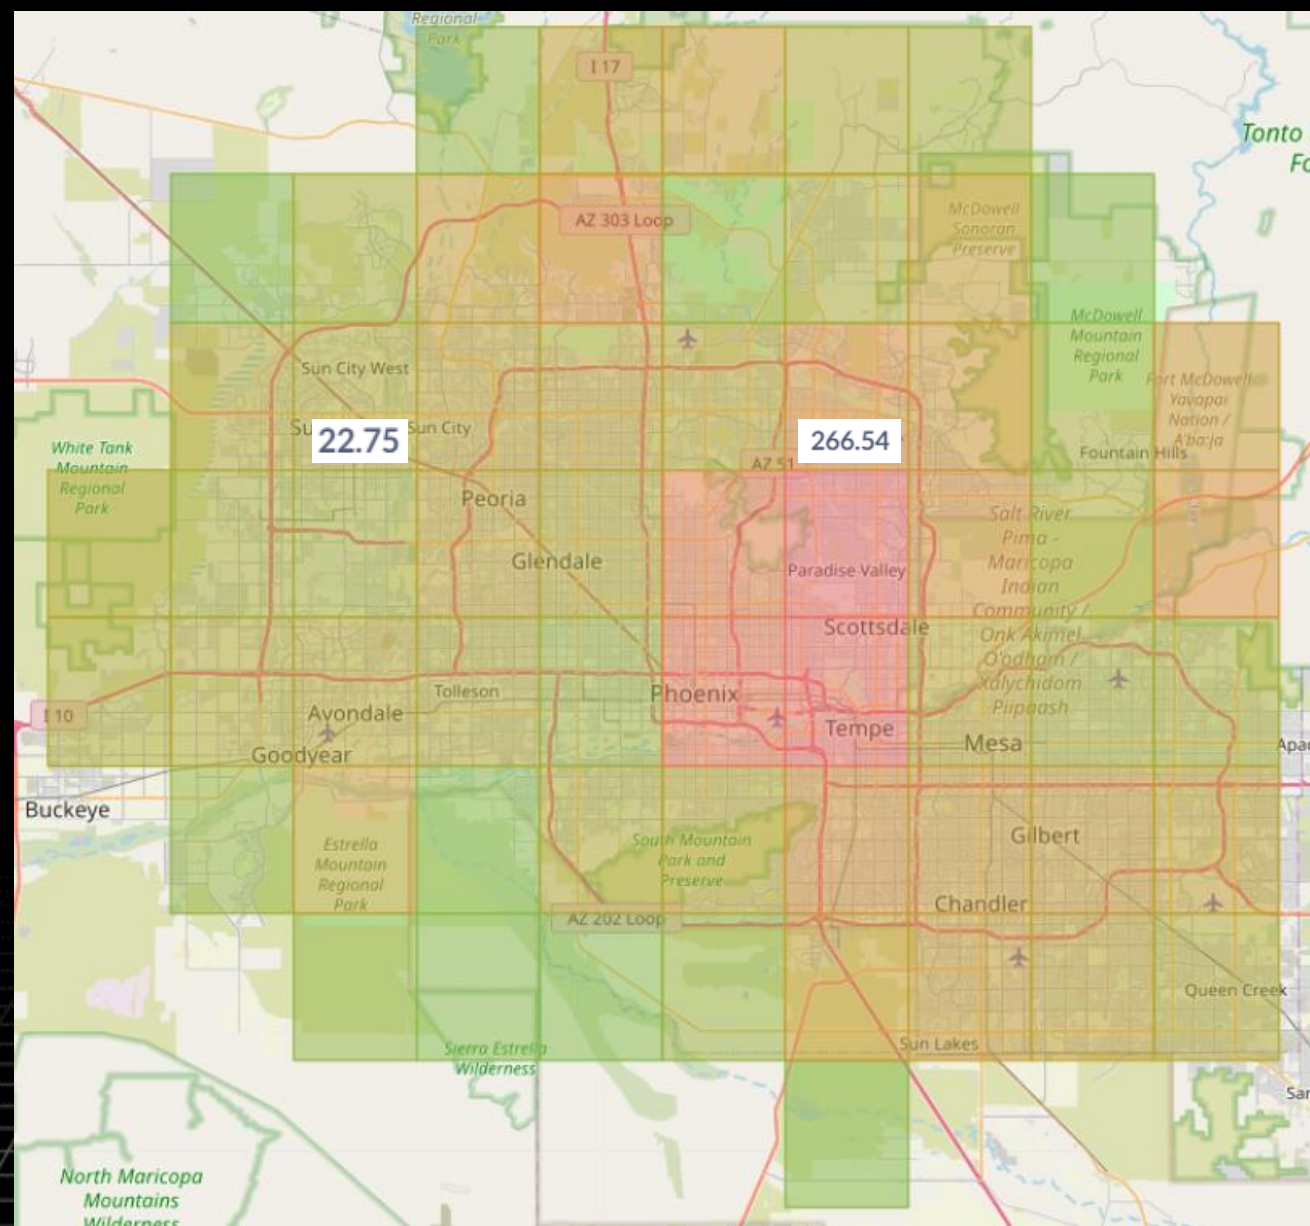 Regional
Park
I 17
Tonto
Fo
AZ 303 Loop
McDowell
Sonoran
Preserve
McDowell
Mountain
Regional
Park
Sun City West
Fort McDowell
Yavapai
Nation /
A'ba:ja
Su
22.75
Sun City
266.54
White Tank
Mountain
Regional
Park
AZ 51
Fountain Hills
Peoria
Salt River
Pima -
Maricopa
Indian
Community /
Onk Akimel
O'odham /
Xalychidom
Piipaash
Glendale
Paradise Valley
Scottsdale
Tolleson
Phoenix
I 10
Avondale
Tempe
Mesa
Apa
Goodyear
Buckeye
Estrella
Mountain
Regional
Park
South Mountain
Park and
Preserve
Gilbert
Chandler
AZ 202 Loop
Queen Creek
Sun Lakes
Sierra Estrella
Wilderness
Sar
North Maricopa
Mountains
Wilderness